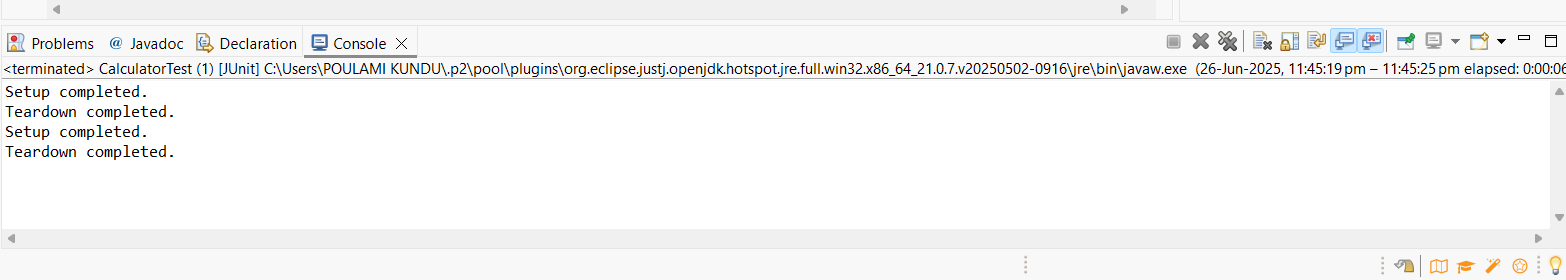 Problems @ Javadoc Declaration Console
<terminated> CalculatorTest (1) [JUnit] C:\Users\POULAMI KUNDU\.p2\pool\plugins\org.eclipse.justj.openjdk.hotspot.jre.full.win32.x86_64_21.0.7.v20250502-0916\jre\bin\javaw.exe (26-Jun-2025, 11:45:19 pm – 11:45:25 pm elapsed: 0:00:06
Setup completed.
Teardown completed.
Setup completed.
Teardown completed.